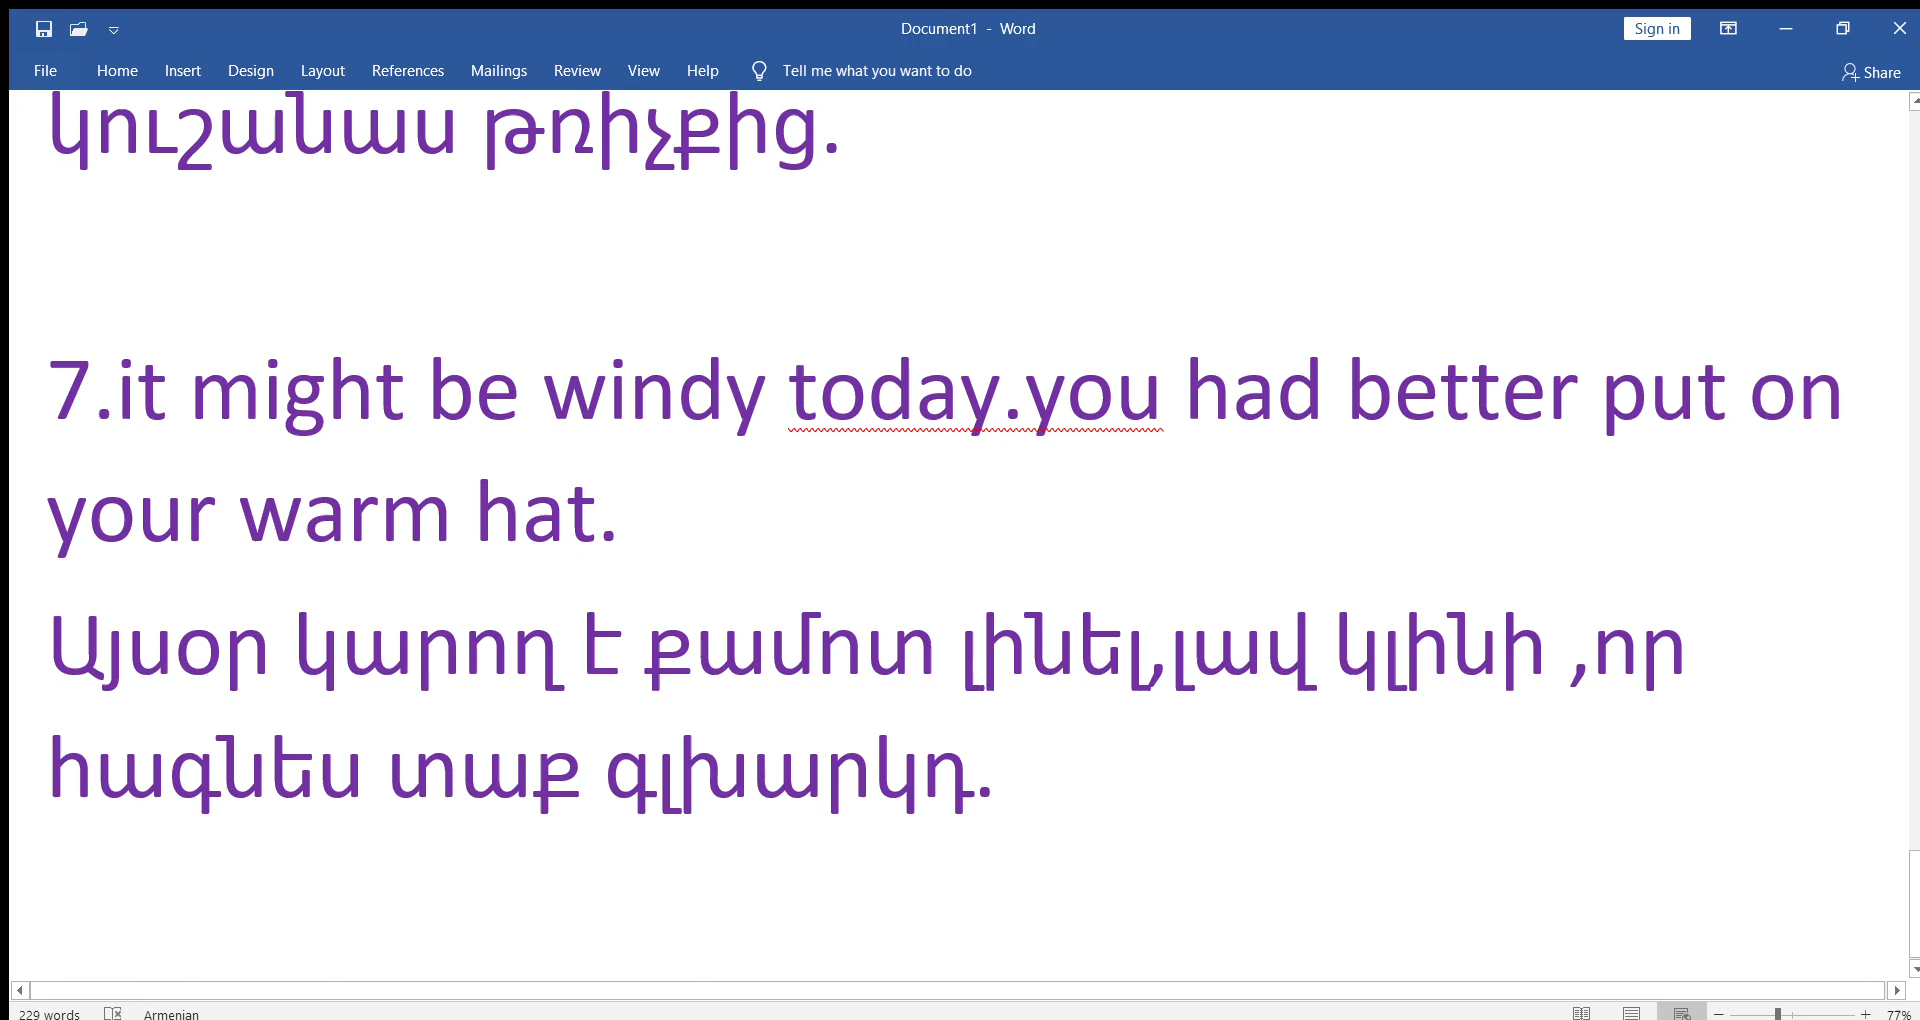 Document1 - Word
Sign in
File Home Insert Design Layout References Mailings Review View Help Tell me what you want to do
Share
կուշանաս թռիչքից.
7.it might be windy today.you had better put on
your warm hat.
Այսօր կարող է քամոտ լինել,լավ կլինի ,որ
հագնես տաք գլխարկդ.
229 words Armenian
77%